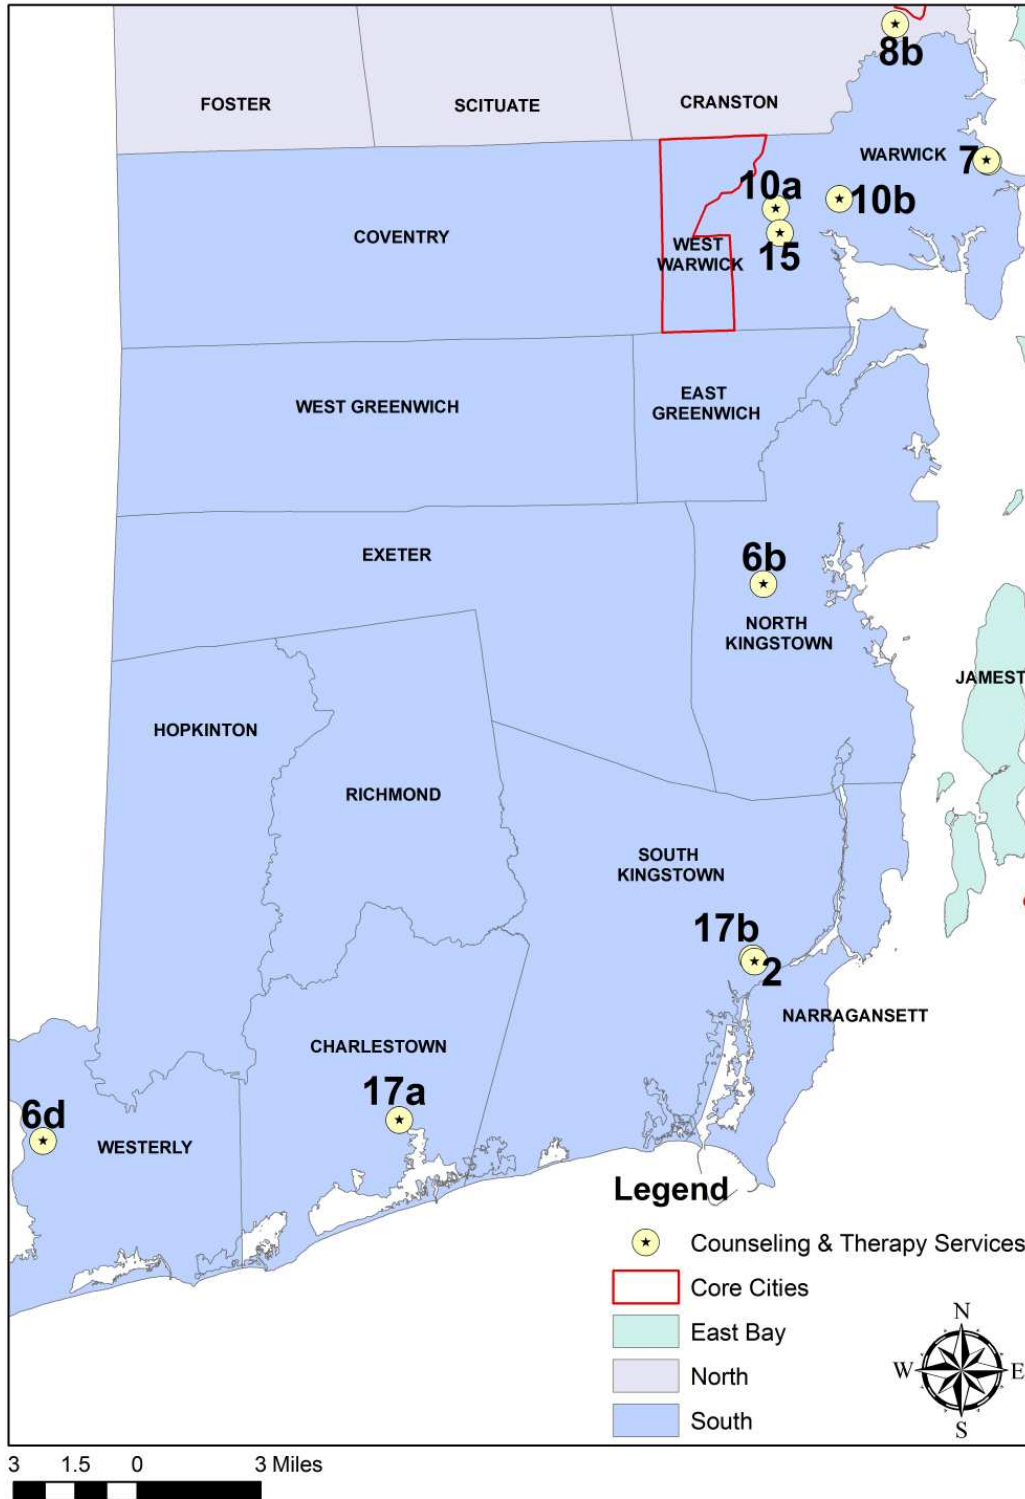 8b
FOSTER
SCITUATE
CRANSTON
WARWICK
7
10a
10b
COVENTRY
WEST
WARWICK
15
WEST GREENWICH
EAST
GREENWICH
EXETER
6b
NORTH
KINGSTOWN
JAMEST
HOPKINTON
RICHMOND
SOUTH
KINGSTOWN
17b
2
NARRAGANSETT
CHARLESTOWN
17a
6d
WESTERLY
Legend
Counseling & Therapy Services
Core Cities
East Bay
North
South
N
W
E
S
3 1.5 0 3 Miles